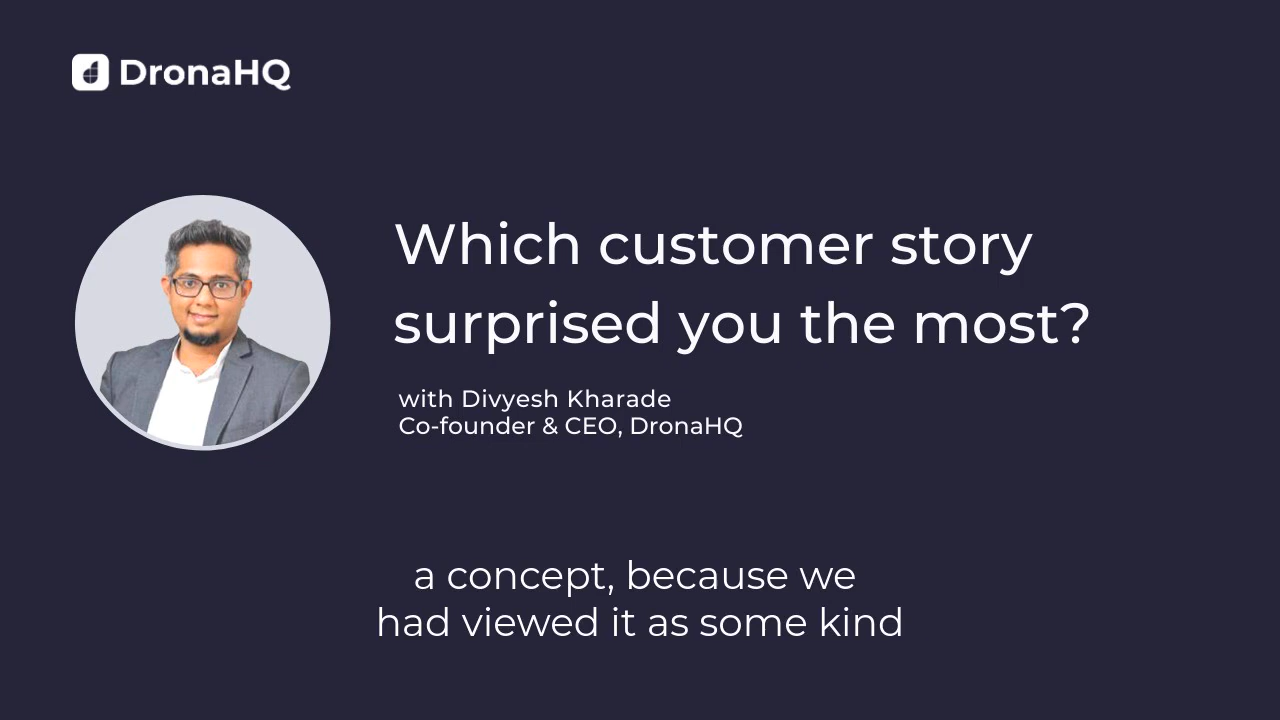 DronaHQ
Which customer story
surprised you the most?
with Divyesh Kharade
Co-founder & CEO, DronaHQ
a concept, because we
had viewed it as some kind